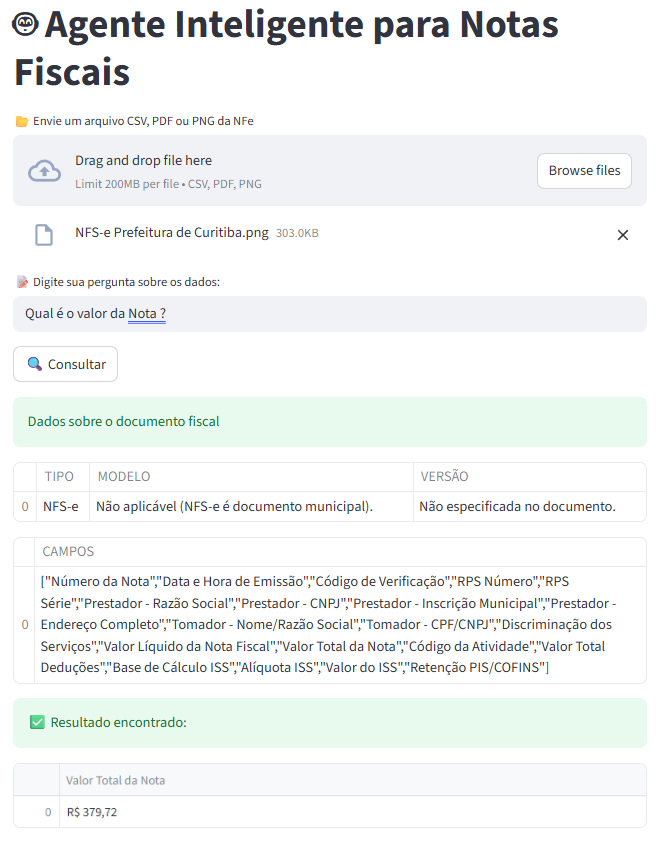 Agente Inteligente para Notas
Fiscais
Envie um arquivo CSV, PDF ou PNG da NFe
Drag and drop file here
Limit 200MB per file • CSV, PDF, PNG
Browse files
NFS-e Prefeitura de Curitiba.png 303.0KB
Digite sua pergunta sobre os dados:
Qual é o valor da Nota ?
Consultar
Dados sobre o documento fiscal
TIPO MODELO VERSÃO
0 NFS-e Não aplicável (NFS-e é documento municipal). Não especificada no documento.
CAMPOS
["Número da Nota","Data e Hora de Emissão","Código de Verificação","RPS Número","RPS
Série","Prestador - Razão Social","Prestador - CNPJ","Prestador - Inscrição Municipal","Prestador -
0 Endereço Completo","Tomador - Nome/Razão Social","Tomador - CPF/CNPJ","Discriminação dos
Serviços","Valor Líquido da Nota Fiscal","Valor Total da Nota","Código da Atividade","Valor Total
Deduções","Base de Cálculo ISS","Alíquota ISS","Valor do ISS","Retenção PIS/COFINS"]
Resultado encontrado:
Valor Total da Nota
0 R$ 379,72